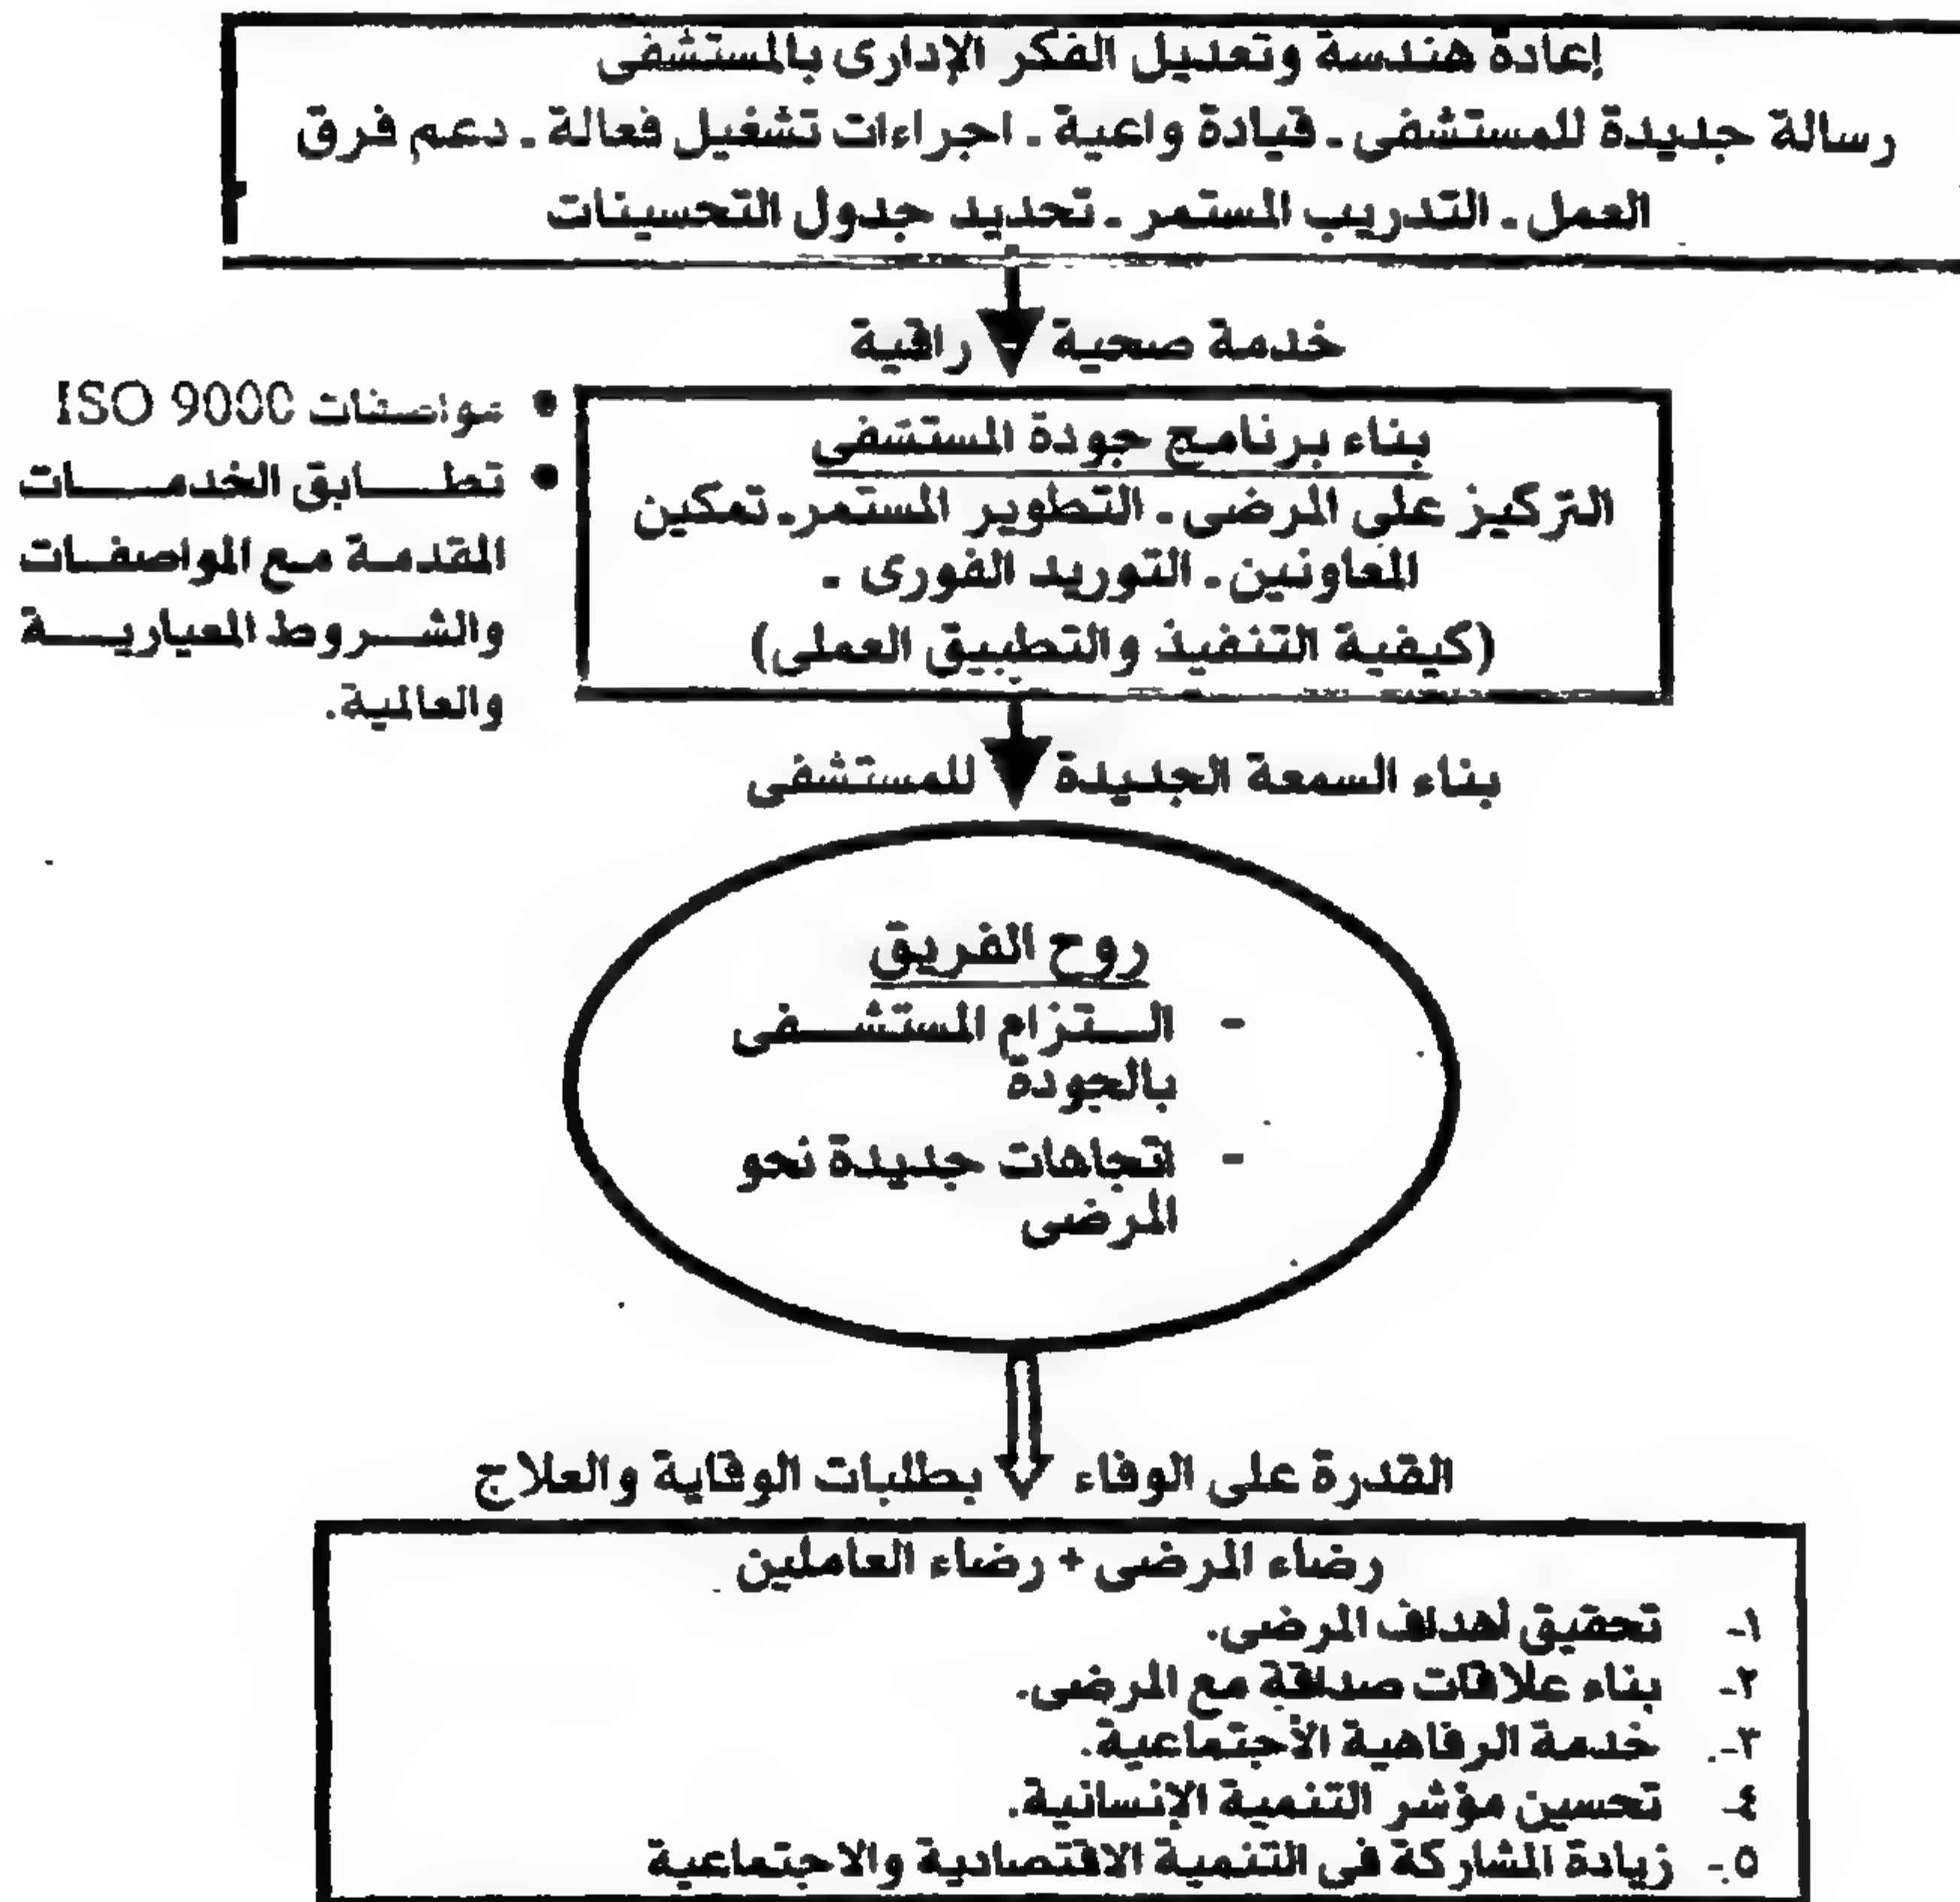 إعادة هندسة وتعديل الفكر الإدارى بالمستشفى
رسالة جديدة للمستشفى . قيادة واعية . اجراءات تشغيل فعالة . دعم فرق
العمل . التدريب المستمر . تحديد جدول التحسينات
خدمة صحية راقية
بناء برنامج جودة المستشفى
التركيز على المرضى . التطوير المستمر . تمكين
المعاونين . التوريد الفورى .
(كيفية التنفيذ والتطبيق العملى)
• مواصفات ISO 9000
• تطابق الخدمات
المقدمة مع المواصفات
والشروط المعيارية
والعالمية.
بناء السمعة الجديدة للمستشفى
روح الفريق
- التزام المستشفى
بالجودة
- اتجاهات جديدة نحو
المرضى
القدرة على الوفاء بطلبات الوقاية والعلاج
رضاء المرضى + رضاء العاملين
١- تحقيق أهداف المرضى.
٢- بناء علاقات صداقة مع المرضى.
٣- خدمة الرفاهية الأجتماعية.
٤- تحسين مؤشر التنمية الإنسانية.
٥- زيادة المشاركة فى التنمية الاقتصادية والاجتماعية